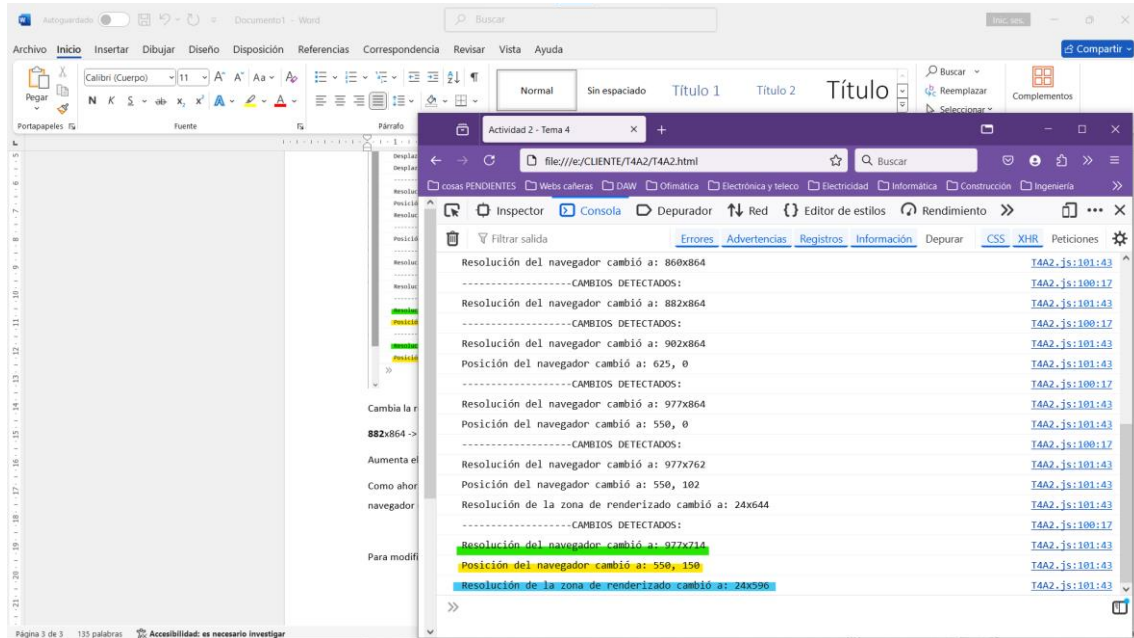 Autoguardado
Documento1 - Word
Buscar
Inic. ses.
Archivo Inicio Insertar Dibujar Diseño Disposición Referencias Correspondencia Revisar Vista Ayuda
Compartir
Pegar
Calibri (Cuerpo) 11
N K S ab x₂ x² A
Normal
Sin espaciado
Título 1
Título 2
Título
Buscar
Reemplazar
Seleccionar
Complementos
Portapapeles
Fuente
Párrafo
Actividad 2 - Tema 4
file:///e:/CLIENTE/T4A2/T4A2.html
Buscar
cosas PENDIENTES Webs cañeras DAW Ofimática Electrónica y teleco Electricidad Informática Construcción Ingeniería
Inspector Consola Depurador Red Editor de estilos Rendimiento
Filtrar salida
Errores Advertencias Registros Información Depurar CSS XHR Peticiones
Resolución del navegador cambió a: 860x864 T4A2.js:101:43
-------------------CAMBIOS DETECTADOS: T4A2.js:100:17
Resolución del navegador cambió a: 882x864 T4A2.js:101:43
-------------------CAMBIOS DETECTADOS: T4A2.js:100:17
Resolución del navegador cambió a: 902x864 T4A2.js:101:43
Posición del navegador cambió a: 625, 0 T4A2.js:101:43
-------------------CAMBIOS DETECTADOS: T4A2.js:100:17
Resolución del navegador cambió a: 977x864 T4A2.js:101:43
Posición del navegador cambió a: 550, 0 T4A2.js:101:43
-------------------CAMBIOS DETECTADOS: T4A2.js:100:17
Resolución del navegador cambió a: 977x762 T4A2.js:101:43
Posición del navegador cambió a: 550, 102 T4A2.js:101:43
Resolución de la zona de renderizado cambió a: 24x644 T4A2.js:101:43
-------------------CAMBIOS DETECTADOS: T4A2.js:100:17
Resolución del navegador cambió a: 977x714 T4A2.js:101:43
Posición del navegador cambió a: 550, 150 T4A2.js:101:43
Resolución de la zona de renderizado cambió a: 24x596 T4A2.js:101:43
Cambia la r
882x864 ->
Aumenta el
Como ahor
navegador
Para modifi
Página 3 de 3 135 palabras Accesibilidad: es necesario investigar